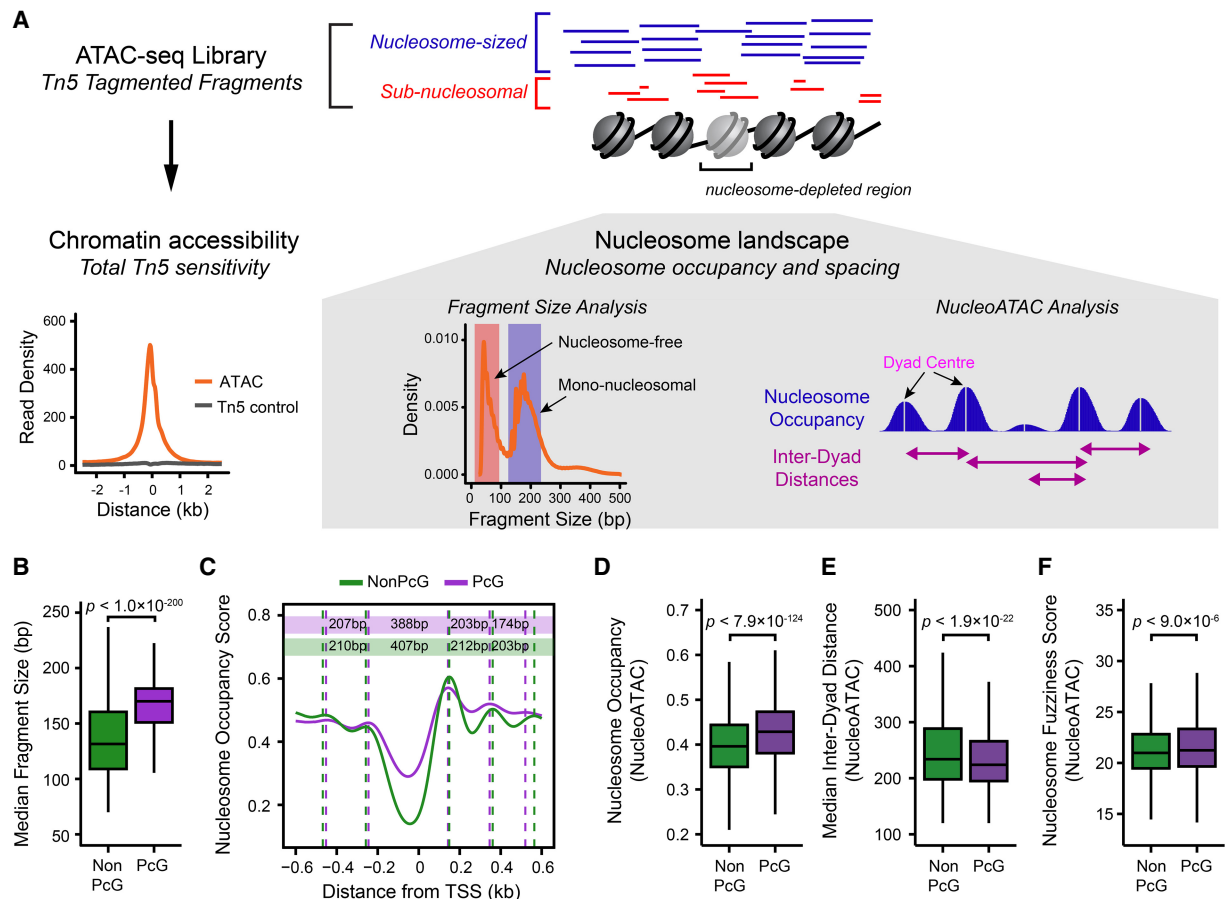 A
ATAC-seq Library
Tn5 Tagmented Fragments
Nucleosome-sized
Sub-nucleosomal
nucleosome-depleted region
Chromatin accessibility
Total Tn5 sensitivity
Nucleosome landscape
Nucleosome occupancy and spacing
Read Density
600
400
200
0
-2 -1 0 1 2
Distance (kb)
ATAC
Tn5 control
Fragment Size Analysis
Density
0.010
0.005
0.000
0 100 200 300 400 500
Fragment Size (bp)
Nucleosome-free
Mono-nucleosomal
NucleoATAC Analysis
Dyad Centre
Nucleosome
Occupancy
Inter-Dyad
Distances
B
Median Fragment Size (bp)
p < 1.0×10-200
250
200
150
100
50
Non
PcG
PcG
C
NonPcG PcG
Nucleosome Occupancy Score
0.8
0.6
0.4
0.2
207bp 388bp 203bp 174bp
210bp 407bp 212bp 203bp
−0.6 −0.4 −0.2 0 0.2 0.4 0.6
Distance from TSS (kb)
D
Nucleosome Occupancy
(NucleoATAC)
p < 7.9×10-124
0.7
0.6
0.5
0.4
0.3
0.2
Non
PcG
PcG
E
Median Inter-Dyad Distance
(NucleoATAC)
p < 1.9×10-22
500
400
300
200
100
Non
PcG
PcG
F
Nucleosome Fuzziness Score
(NucleoATAC)
p < 9.0×10-6
35
30
25
20
15
Non
PcG
PcG